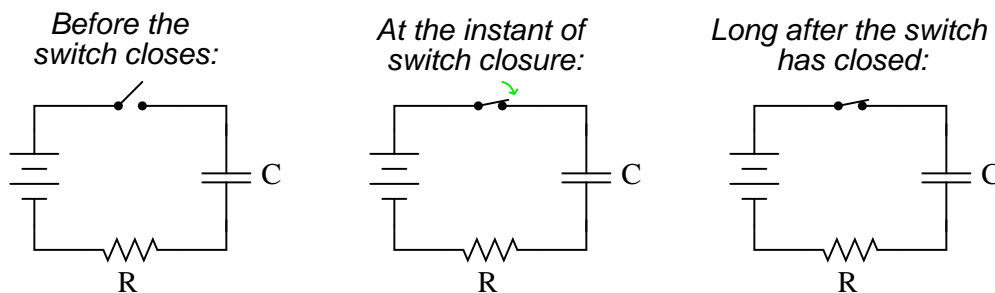 Before the
switch closes:
C
R
At the instant of
switch closure:
C
R
Long after the switch
has closed:
C
R